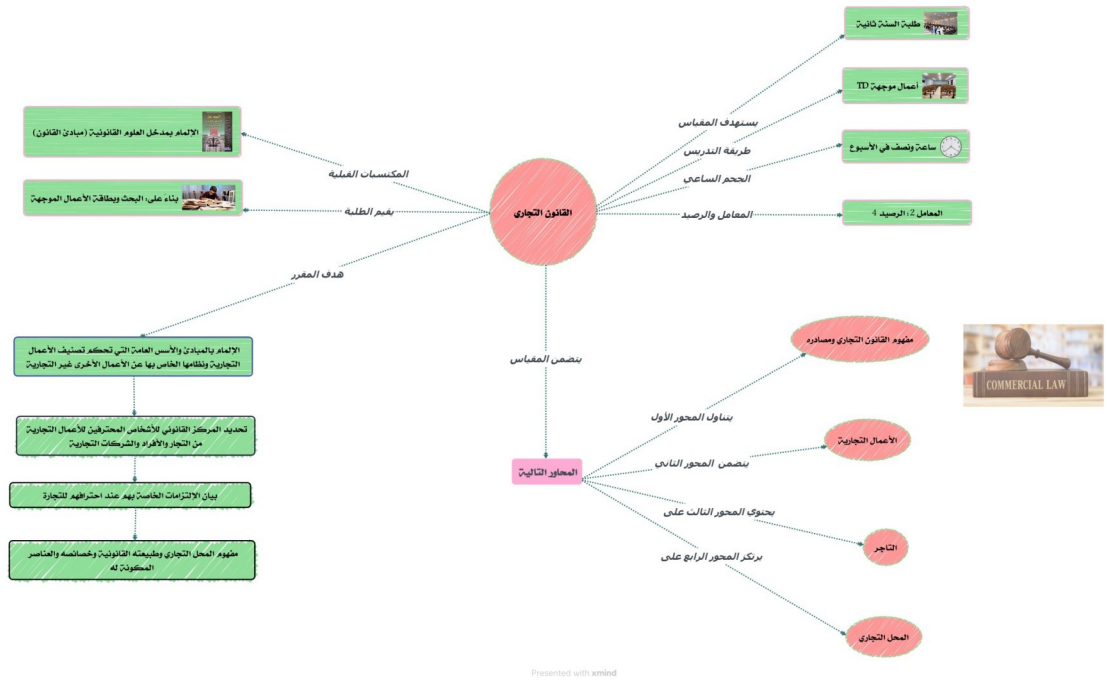 طلبة السنة ثانية
أعمال موجهة TD
ساعة ونصف في الأسبوع
المعامل 2: الرصيد 4
يستهدف المقياس
طريقة التدريس
الحجم الساعي
المعامل والرصيد
القانون التجاري
المكتسبات القبلية
يقيم الطلبة
هدف المقرر
الإلمام بمدخل العلوم القانونية (مبادئ القانون)
بناءً على، البحث وبطاقة الأعمال الموجهة
الإلمام بالمبادئ والأسس العامة التي تحكم تصنيف الأعمال
التجارية ونظامها الخاص بها عن الأعمال الأخرى غير التجارية
تحديد المركز القانوني للأشخاص المحترفين للأعمال التجارية
من التجار والأفراد والشركات التجارية
بيان الإلتزامات الخاصة بهم عند احترافهم للتجارة
مفهوم المحل التجاري وطبيعته القانونية وخصائصه والعناصر
المكونة له
يتضمن المقياس
المحاور التالية
يتناول المحور الأول
مفهوم القانون التجاري ومصادره
يتضمن المحور الثاني
الأعمال التجارية
يحتوي المحور الثالث على
التاجر
يرتكز المحور الرابع على
المحل التجاري
COMMERCIAL LAW
Presented with xmind